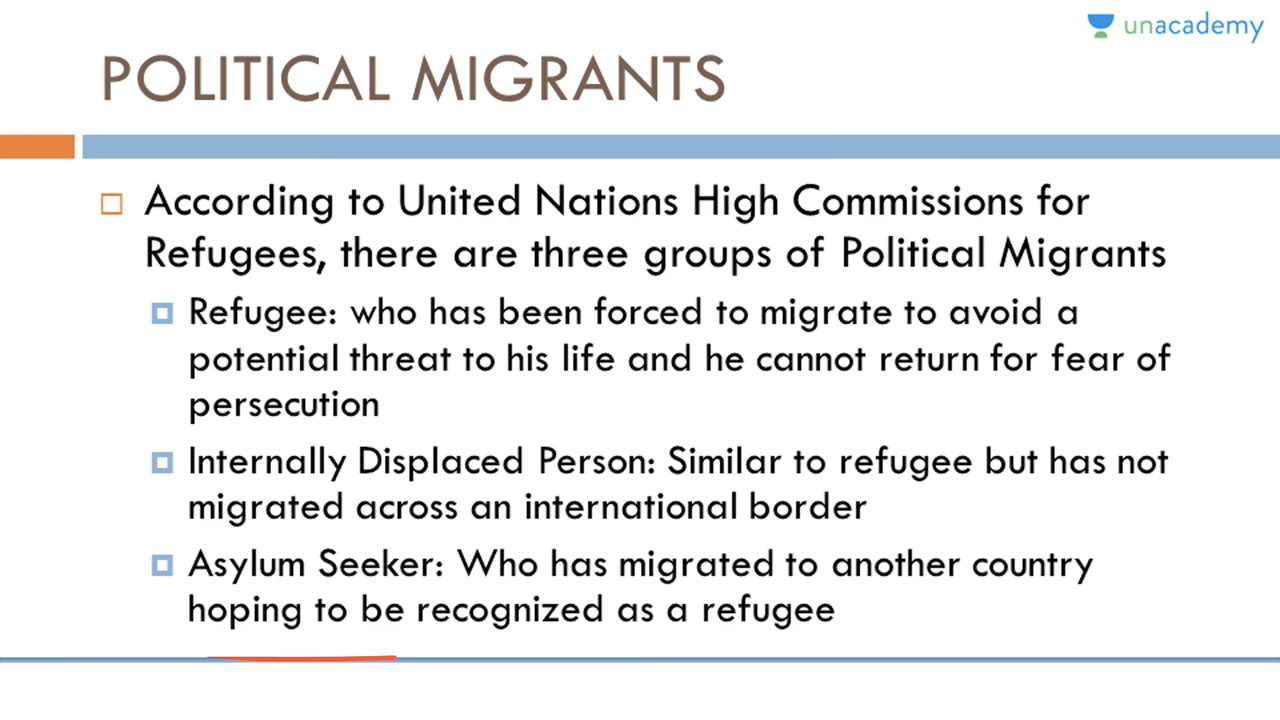 unacademy
POLITICAL MIGRANTS
According to United Nations High Commissions for
Refugees, there are three groups of Political Migrants
Refugee: who has been forced to migrate to avoid a
potential threat to his life and he cannot return for fear of
persecution
Internally Displaced Person: Similar to refugee but has not
migrated across an international border
Asylum Seeker: Who has migrated to another country
hoping to be recognized as a refugee